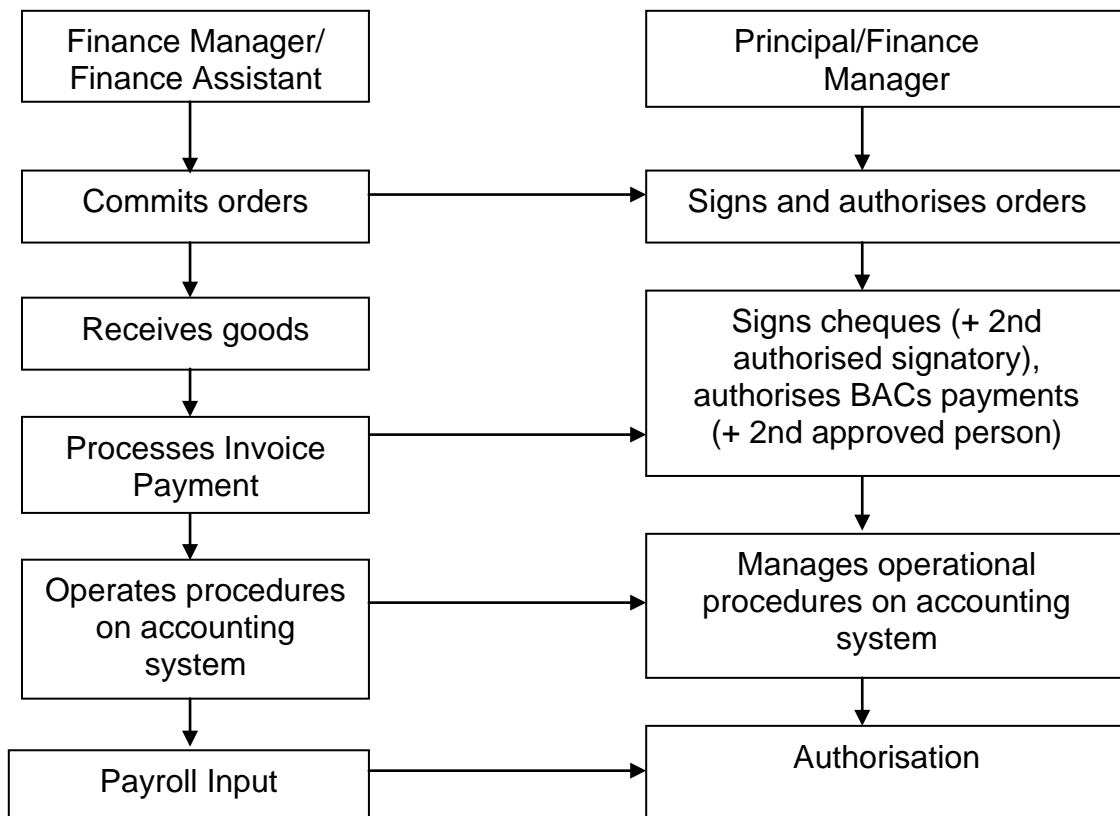 Finance Manager/
Finance Assistant
Principal/Finance
Manager
Commits orders
Signs and authorises orders
Receives goods
Signs cheques (+ 2nd
authorised signatory),
authorises BACs payments
(+ 2nd approved person)
Processes Invoice
Payment
Operates procedures
on accounting
system
Manages operational
procedures on accounting
system
Payroll Input
Authorisation